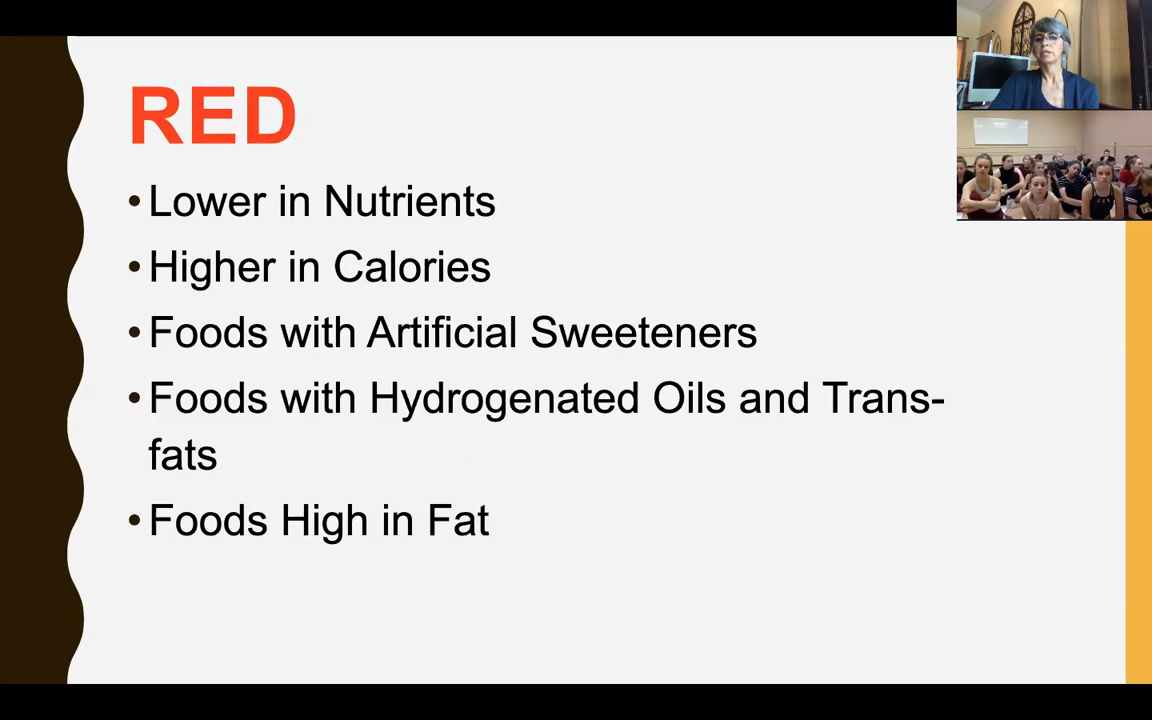 RED
• Lower in Nutrients
• Higher in Calories
• Foods with Artificial Sweeteners
• Foods with Hydrogenated Oils and Trans-
fats
• Foods High in Fat